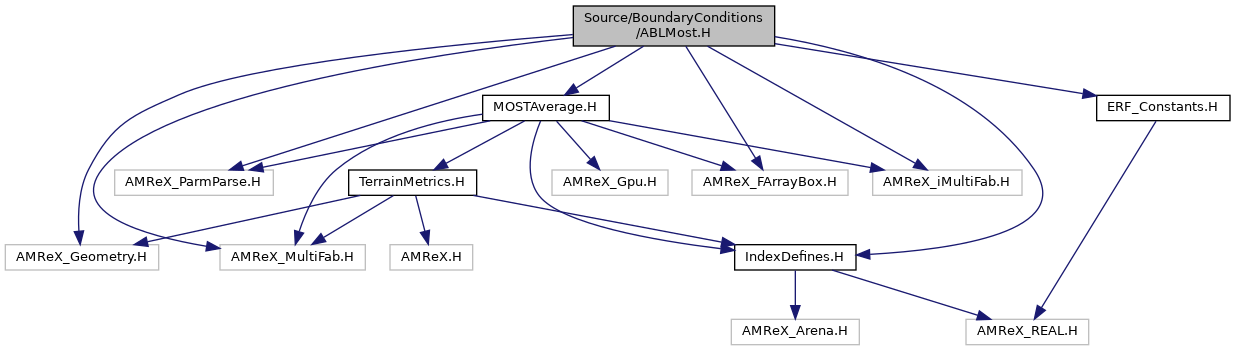 Source/BoundaryConditions
/ABLMost.H
MOSTAverage.H
ERF_Constants.H
AMReX_ParmParse.H
TerrainMetrics.H
AMReX_Gpu.H
AMReX_FArrayBox.H
AMReX_iMultiFab.H
AMReX_Geometry.H
AMReX_MultiFab.H
AMReX.H
IndexDefines.H
AMReX_Arena.H
AMReX_REAL.H